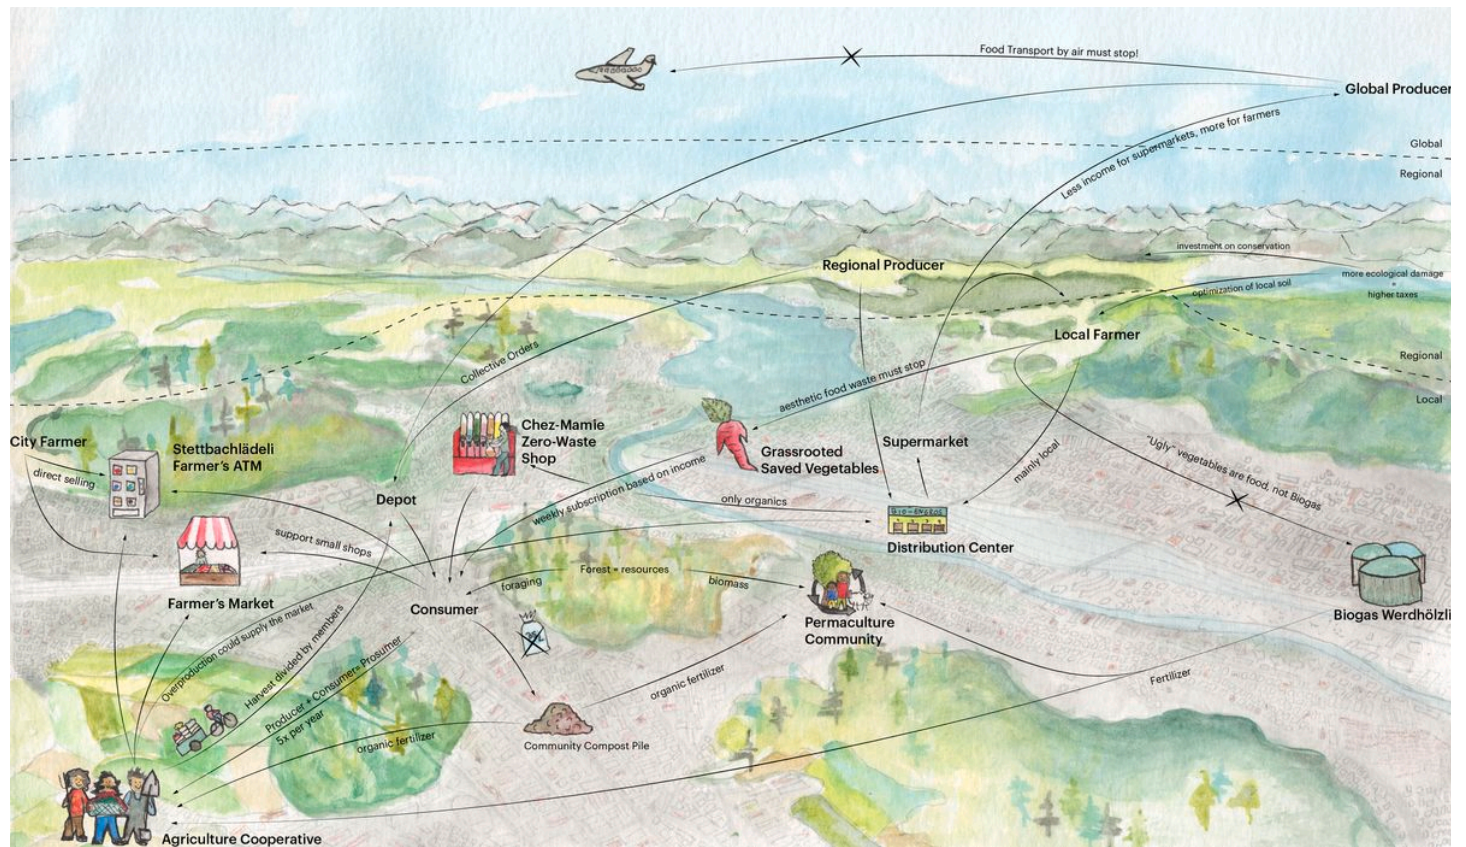 Food Transport by air must stop!
Global Producer
Less income for supermarkets, more for farmers
Global
Regional
investment on conservation
Regional Producer
more ecological damage
=
higher taxes
optimization of local soil
Local Farmer
Collective Orders
Regional
Local
aesthetic food waste must stop
City Farmer
direct selling
Stettbachlädeli
Farmer's ATM
Chez-Mamie
Zero-Waste
Shop
Grassrooted
Saved Vegetables
Supermarket
mainly local
"Ugly" vegetables are food, not Biogas
Depot
weekly subscription based on income
only organics
Distribution Center
support small shops
Farmer's Market
Consumer
foraging
Forest = resources
biomass
Permaculture
Community
Biogas Werdhölzli
Overproduction could supply the market
Harvest divided by members
Producer + Consumer= Prosumer
5x per year
organic fertilizer
organic fertilizer
Fertilizer
Community Compost Pile
Agriculture Cooperative